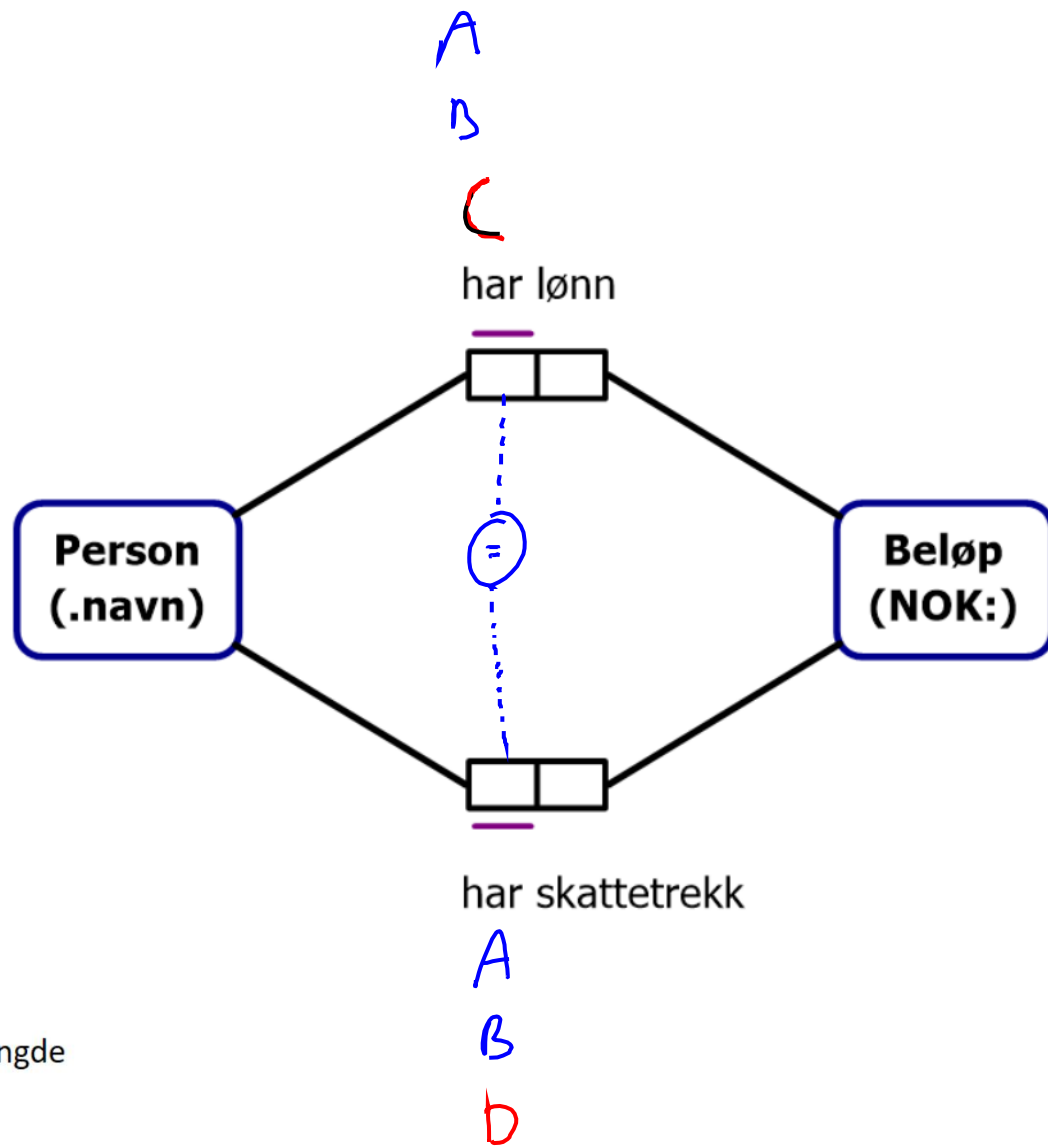 A
B
C
har lønn
Person
(.navn)
=
Beløp
(NOK:)
har skattetrekk
A
B
ngde
D